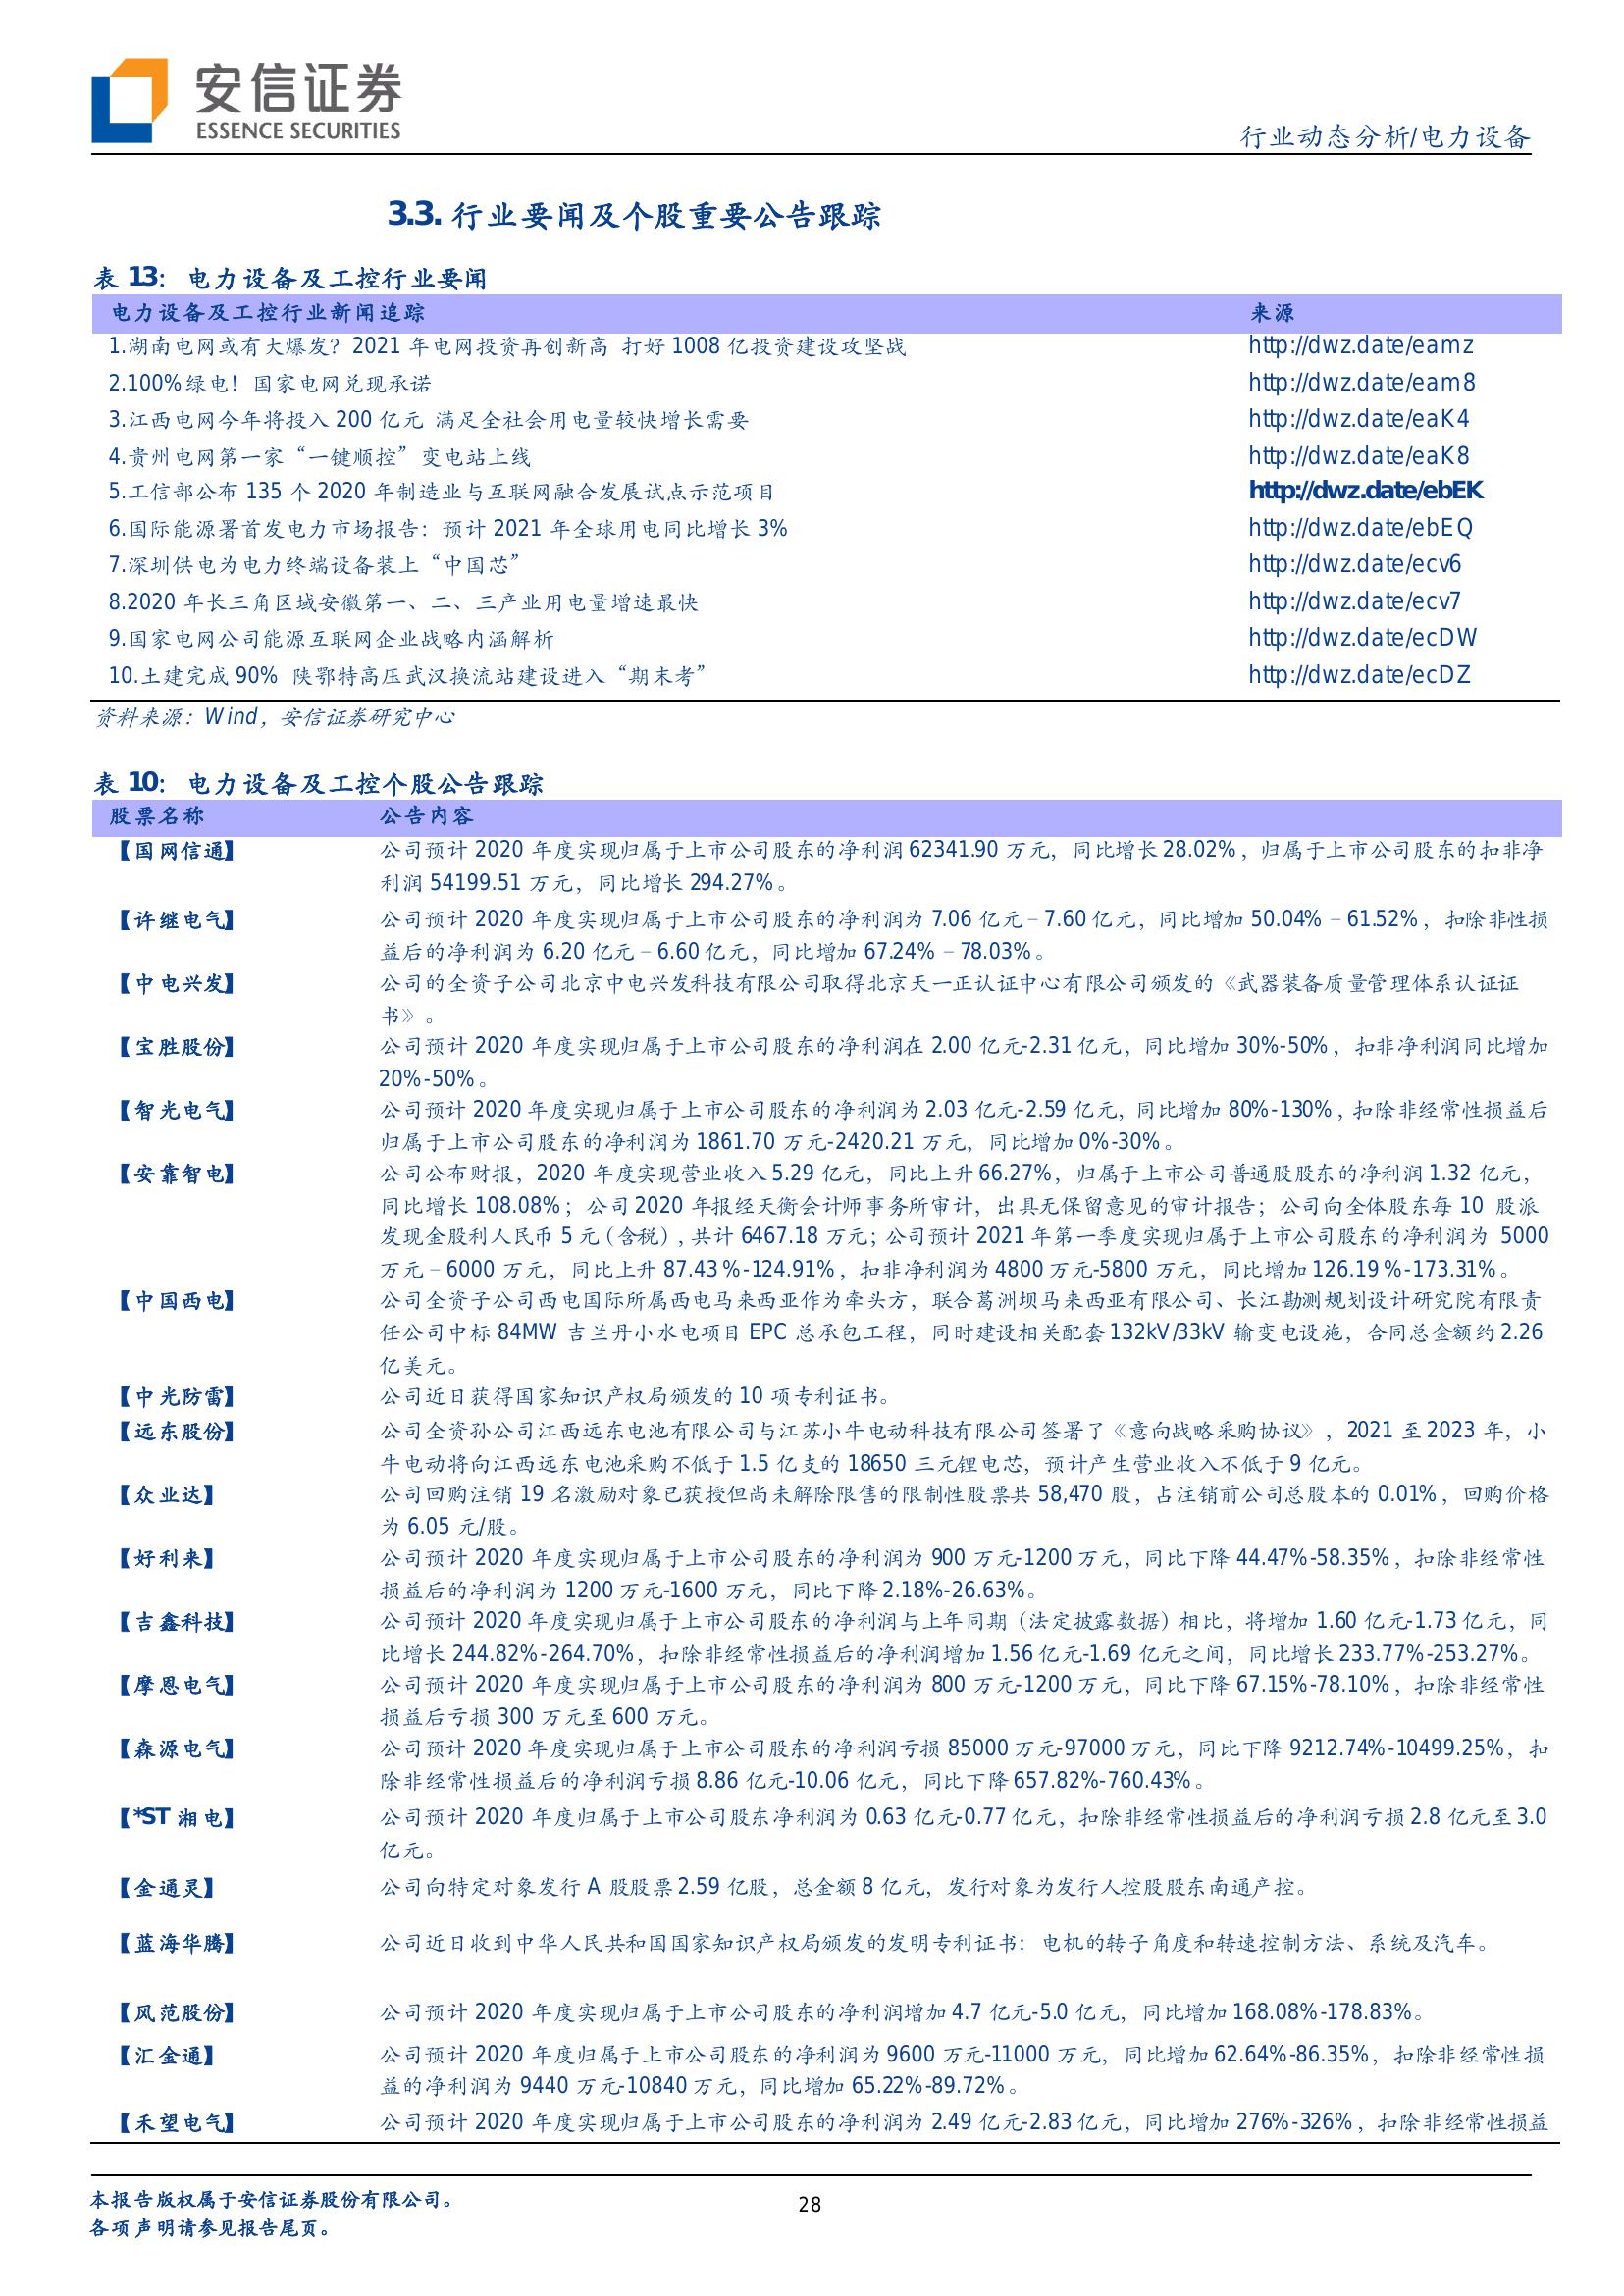 安信证券
ESSENCE SECURITIES
行业动态分析/电力设备
3.3. 行业要闻及个股重要公告跟踪
表 13：电力设备及工控行业要闻
电力设备及工控行业新闻追踪 来源
1.湖南电网或有大爆发？2021 年电网投资再创新高 打好 1008 亿投资建设攻坚战 http://dwz.date/eamz
2.100%绿电！国家电网兑现承诺 http://dwz.date/eam8
3.江西电网今年将投入 200 亿元 满足全社会用电量较快增长需要 http://dwz.date/eaK4
4.贵州电网第一家“一键顺控”变电站上线 http://dwz.date/eaK8
5.工信部公布 135 个 2020 年制造业与互联网融合发展试点示范项目 http://dwz.date/ebEK
6.国际能源署首发电力市场报告：预计 2021 年全球用电同比增长 3% http://dwz.date/ebEQ
7.深圳供电为电力终端设备装上“中国芯” http://dwz.date/ecv6
8.2020 年长三角区域安徽第一、二、三产业用电量增速最快 http://dwz.date/ecv7
9.国家电网公司能源互联网企业战略内涵解析 http://dwz.date/ecDW
10.土建完成 90% 陕鄂特高压武汉换流站建设进入“期末考” http://dwz.date/ecDZ
资料来源：Wind，安信证券研究中心
表 10：电力设备及工控个股公告跟踪
股票名称 公告内容
【国网信通】 公司预计 2020 年度实现归属于上市公司股东的净利润 62341.90 万元，同比增长 28.02%，归属于上市公司股东的扣非净
利润 54199.51 万元，同比增长 294.27%。
【许继电气】 公司预计 2020 年度实现归属于上市公司股东的净利润为 7.06 亿元 – 7.60 亿元，同比增加 50.04% – 61.52%，扣除非性损
益后的净利润为 6.20 亿元 – 6.60 亿元，同比增加 67.24% – 78.03%。
【中电兴发】 公司的全资子公司北京中电兴发科技有限公司取得北京天一正认证中心有限公司颁发的《武器装备质量管理体系认证证
书》。
【宝胜股份】 公司预计 2020 年度实现归属于上市公司股东的净利润在 2.00 亿元-2.31 亿元，同比增加 30%-50%，扣非净利润同比增加
20%-50%。
【智光电气】 公司预计 2020 年度实现归属于上市公司股东的净利润为 2.03 亿元-2.59 亿元，同比增加 80%-130%，扣除非经常性损益后
归属于上市公司股东的净利润为 1861.70 万元-2420.21 万元，同比增加 0%-30%。
【安靠智电】 公司公布财报，2020 年度实现营业收入 5.29 亿元，同比上升 66.27%，归属于上市公司普通股股东的净利润 1.32 亿元，
同比增长 108.08%；公司 2020 年报经天衡会计师事务所审计，出具无保留意见的审计报告；公司向全体股东每 10 股派
发现金股利人民币 5 元（含税），共计 6467.18 万元；公司预计 2021 年第一季度实现归属于上市公司股东的净利润为 5000
万元 – 6000 万元，同比上升 87.43%-124.91%，扣非净利润为 4800 万元-5800 万元，同比增加 126.19%-173.31%。
【中国西电】 公司全资子公司西电国际所属西电马来西亚作为牵头方，联合葛洲坝马来西亚有限公司、长江勘测规划设计研究院有限责
任公司中标 84MW 吉兰丹小水电项目 EPC 总承包工程，同时建设相关配套 132kV/33kV 输变电设施，合同总金额约 2.26
亿美元。
【中光防雷】 公司近日获得国家知识产权局颁发的 10 项专利证书。
【远东股份】 公司全资孙公司江西远东电池有限公司与江苏小牛电动科技有限公司签署了《意向战略采购协议》，2021 至 2023 年，小
牛电动将向江西远东电池采购不低于 1.5 亿支的 18650 三元锂电芯，预计产生营业收入不低于 9 亿元。
【众业达】 公司回购注销 19 名激励对象已获授但尚未解除限售的限制性股票共 58,470 股，占注销前公司总股本的 0.01%，回购价格
为 6.05 元/股。
【好利来】 公司预计 2020 年度实现归属于上市公司股东的净利润为 900 万元-1200 万元，同比下降 44.47%-58.35%，扣除非经常性
损益后的净利润为 1200 万元-1600 万元，同比下降 2.18%-26.63%。
【吉鑫科技】 公司预计 2020 年度实现归属于上市公司股东的净利润与上年同期（法定披露数据）相比，将增加 1.60 亿元-1.73 亿元，同
比增长 244.82%-264.70%，扣除非经常性损益后的净利润增加 1.56 亿元-1.69 亿元之间，同比增长 233.77%-253.27%。
【摩恩电气】 公司预计 2020 年度实现归属于上市公司股东的净利润为 800 万元-1200 万元，同比下降 67.15%-78.10%，扣除非经常性
损益后亏损 300 万元至 600 万元。
【森源电气】 公司预计 2020 年度实现归属于上市公司股东的净利润亏损 85000 万元-97000 万元，同比下降 9212.74%-10499.25%，扣
除非经常性损益后的净利润亏损 8.86 亿元-10.06 亿元，同比下降 657.82%-760.43%。
【*ST 湘电】 公司预计 2020 年度归属于上市公司股东净利润为 0.63 亿元-0.77 亿元，扣除非经常性损益后的净利润亏损 2.8 亿元至 3.0
亿元。
【金通灵】 公司向特定对象发行 A 股股票 2.59 亿股，总金额 8 亿元，发行对象为发行人控股股东南通产控。
【蓝海华腾】 公司近日收到中华人民共和国国家知识产权局颁发的发明专利证书：电机的转子角度和转速控制方法、系统及汽车。
【风范股份】 公司预计 2020 年度实现归属于上市公司股东的净利润增加 4.7 亿元-5.0 亿元，同比增加 168.08%-178.83%。
【汇金通】 公司预计 2020 年度归属于上市公司股东的净利润为 9600 万元-11000 万元，同比增加 62.64%-86.35%，扣除非经常性损
益的净利润为 9440 万元-10840 万元，同比增加 65.22%-89.72%。
【禾望电气】 公司预计 2020 年度实现归属于上市公司股东的净利润为 2.49 亿元-2.83 亿元，同比增加 276%-326%，扣除非经常性损益
本报告版权属于安信证券股份有限公司。
28
各项声明请参见报告尾页。